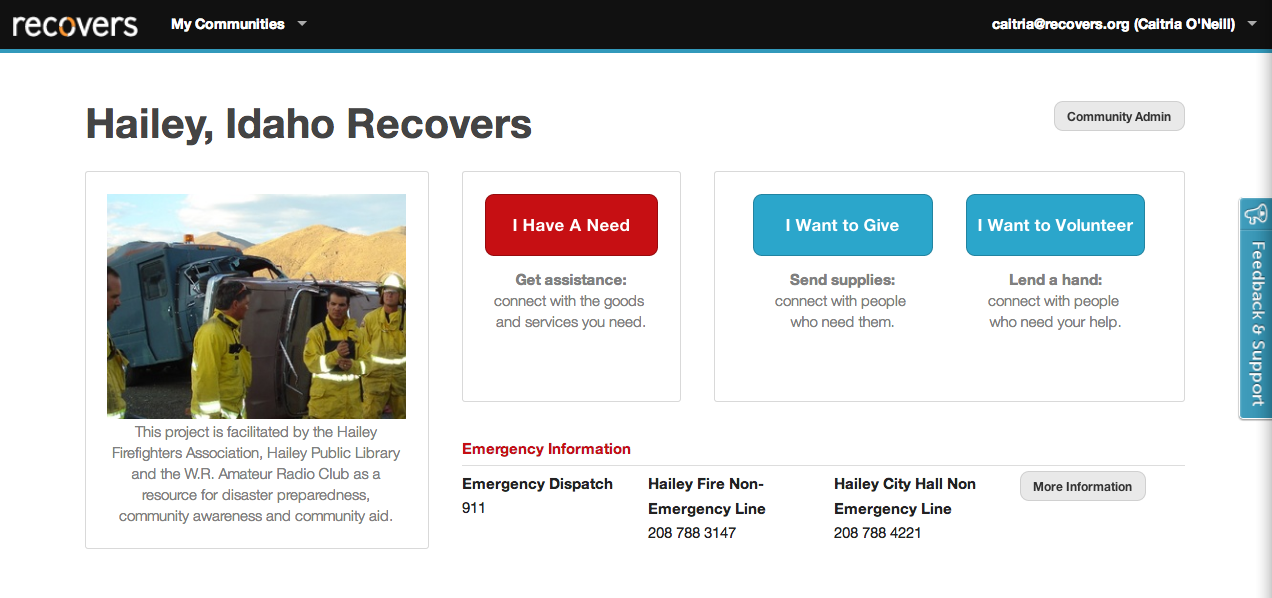 recovers
My Communities
caitria@recovers.org (Caitria O'Neill)
Hailey, Idaho Recovers
Community Admin
I Have A Need
I Want to Give
I Want to Volunteer
Get assistance:
connect with the goods
and services you need.
Send supplies:
connect with people
who need them.
Lend a hand:
connect with people
who need your help.
Feedback & Support
This project is facilitated by the Hailey
Firefighters Association, Hailey Public Library
and the W.R. Amateur Radio Club as a
resource for disaster preparedness,
community awareness and community aid.
Emergency Information
Emergency Dispatch
911
Hailey Fire Non-
Emergency Line
208 788 3147
Hailey City Hall Non
Emergency Line
208 788 4221
More Information